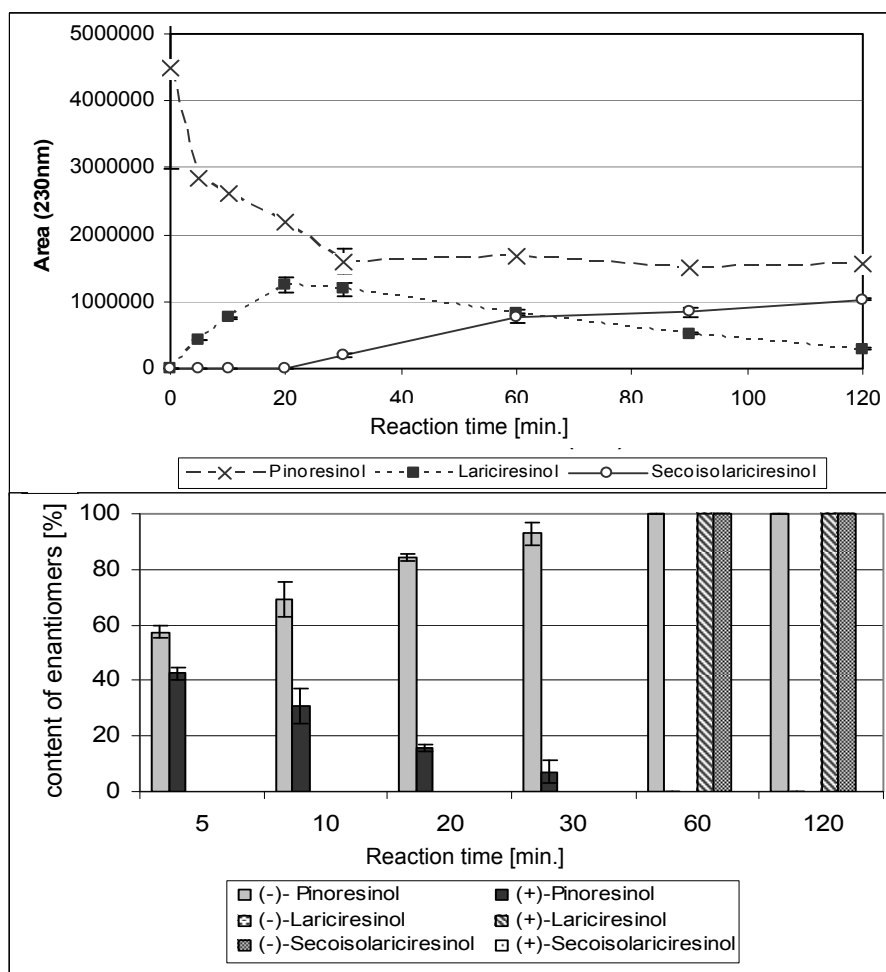 5000000
4000000
3000000
2000000
1000000
0
Area (230nm)
0 20 40 60 80 100 120
Reaction time [min.]
Pinoresinol Lariciresinol Secoisolariciresinol
100
80
60
40
20
0
content of enantiomers [%]
5 10 20 30 60 120
Reaction time [min.]
(-)- Pinoresinol (+)-Pinoresinol
(-)-Lariciresinol (+)-Lariciresinol
(-)-Secoisolariciresinol (+)-Secoisolariciresinol